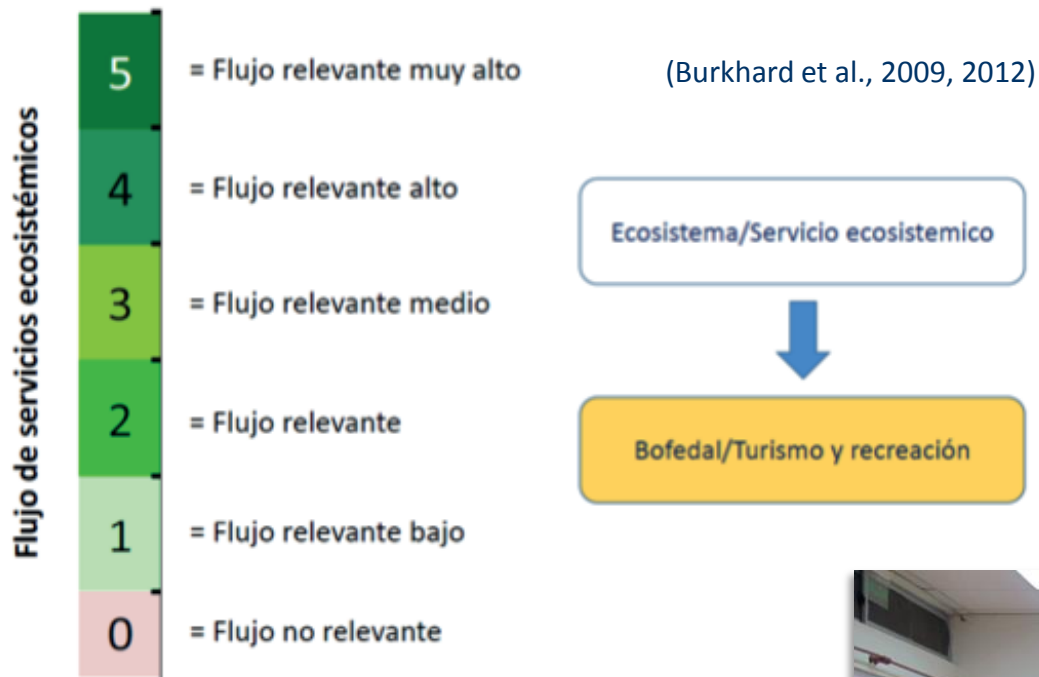 Flujo de servicios ecosistémicos
5 = Flujo relevante muy alto
(Burkhard et al., 2009, 2012)
4 = Flujo relevante alto
Ecosistema/Servicio ecosistemico
3 = Flujo relevante medio
2 = Flujo relevante
Bofedal/Turismo y recreación
1 = Flujo relevante bajo
0 = Flujo no relevante